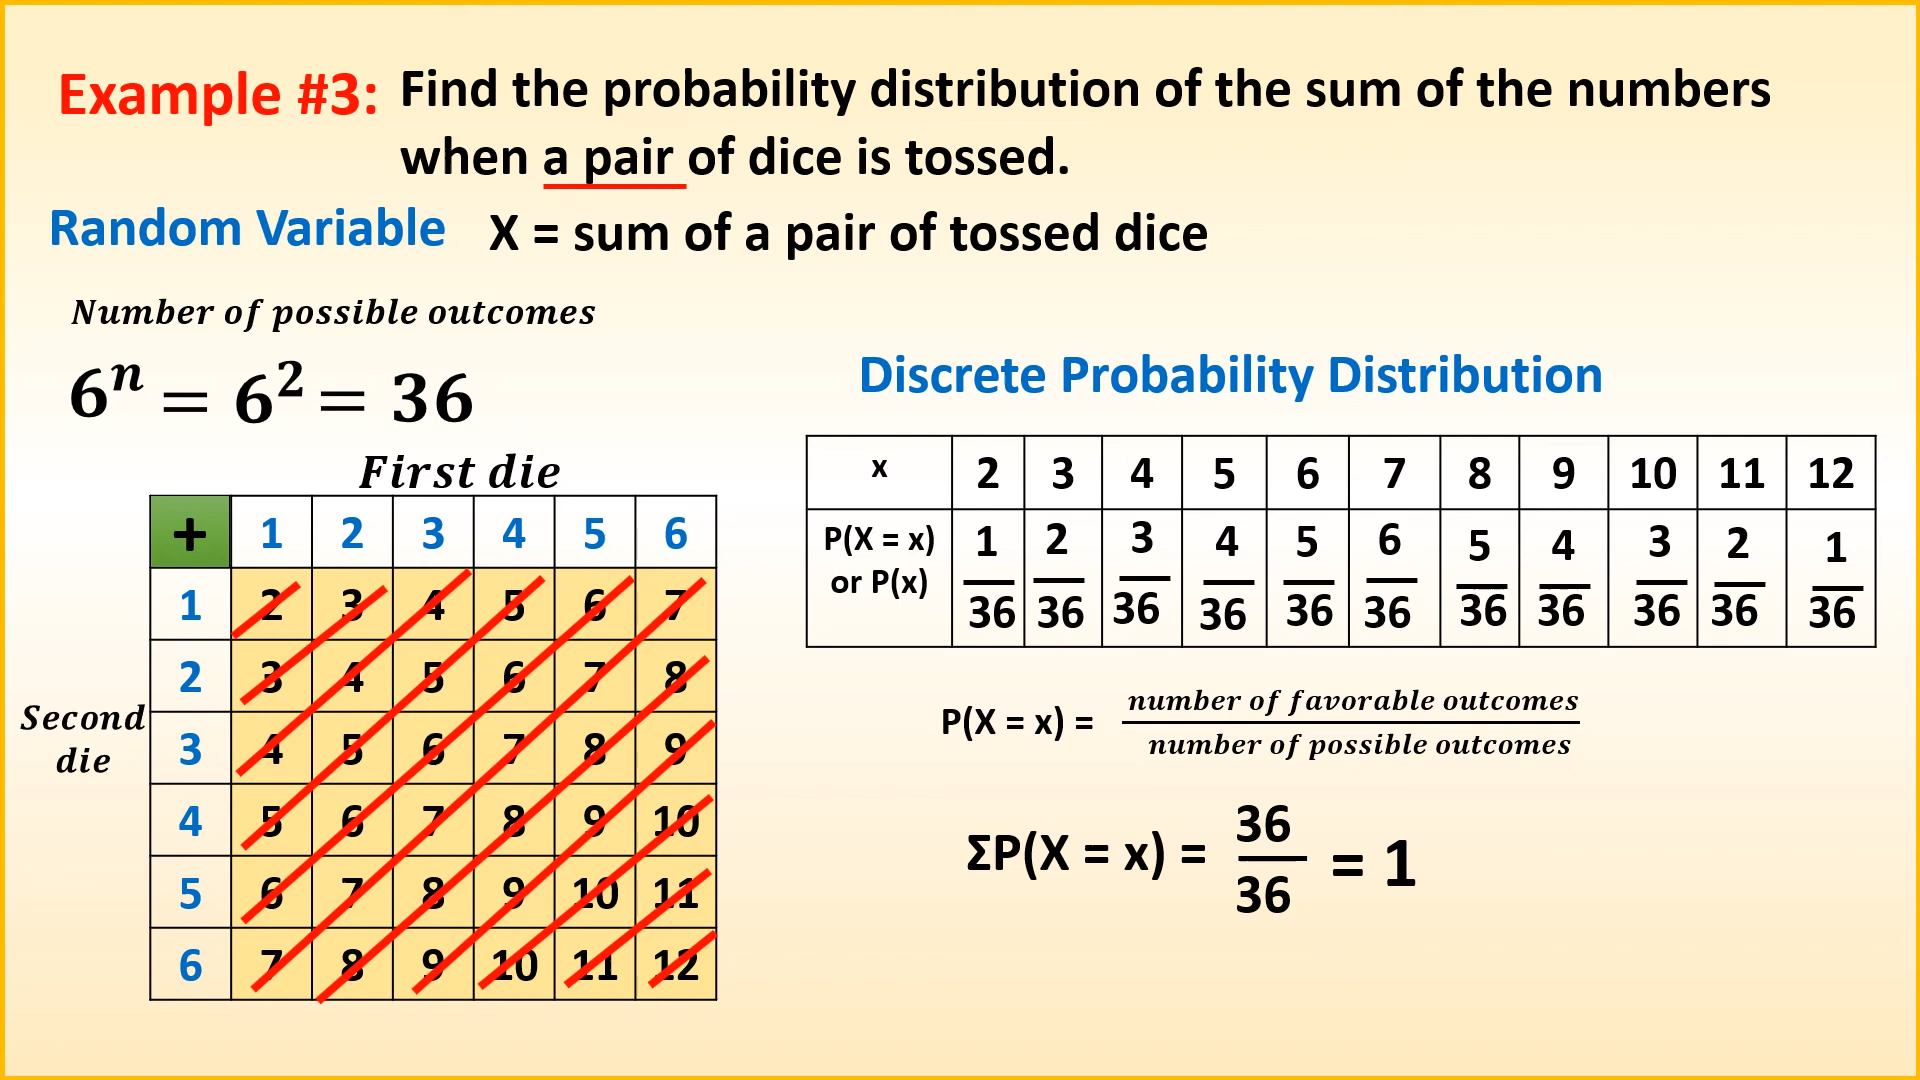 Example #3: Find the probability distribution of the sum of the numbers
when a pair of dice is tossed.
Random Variable X = sum of a pair of tossed dice
Number of possible outcomes
6ⁿ = 6² = 36
First die
+ 1 2 3 4 5 6
1 2 3 4 5 6 7
2 3 4 5 6 7 8
Second
die
3 4 5 6 7 8 9
4 5 6 7 8 9 10
5 6 7 8 9 10 11
6 7 8 9 10 11 12
Discrete Probability Distribution
x 2 3 4 5 6 7 8 9 10 11 12
P(X = x)
or P(x)
1/36 2/36 3/36 4/36 5/36 6/36 5/36 4/36 3/36 2/36 1/36
P(X = x) = number of favorable outcomes
number of possible outcomes
ΣP(X = x) = 36/36 = 1